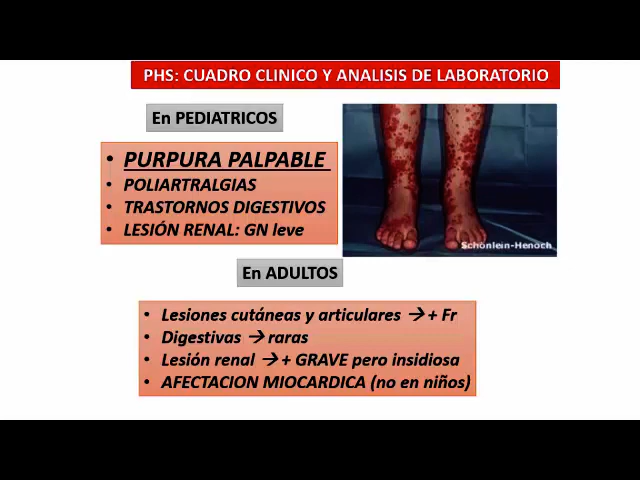 PHS: CUADRO CLINICO Y ANALISIS DE LABORATORIO
En PEDIATRICOS
• PURPURA PALPABLE
• POLIARTRALGIAS
• TRASTORNOS DIGESTIVOS
• LESIÓN RENAL: GN leve
Schönlein-Henoch
En ADULTOS
• Lesiones cutáneas y articulares → + Fr
• Digestivas → raras
• Lesión renal → + GRAVE pero insidiosa
• AFECTACION MIOCARDICA (no en niños)